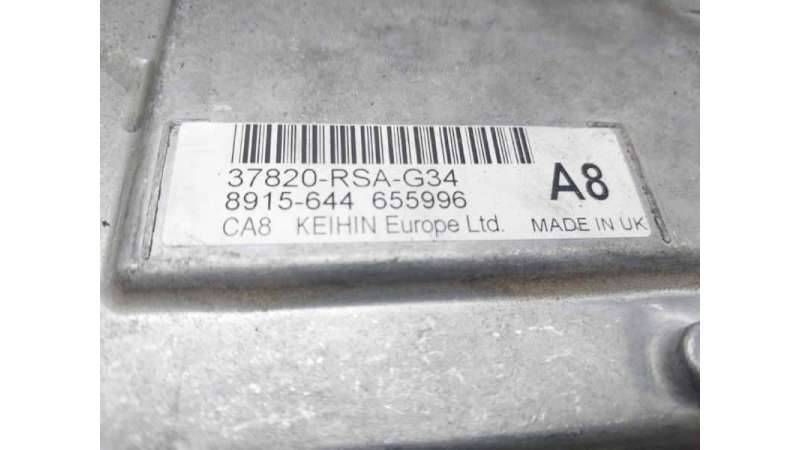 37820-RSA-G34
A8
8915-644 655996
CA8 KEIHIN Europe Ltd. MADE IN UK